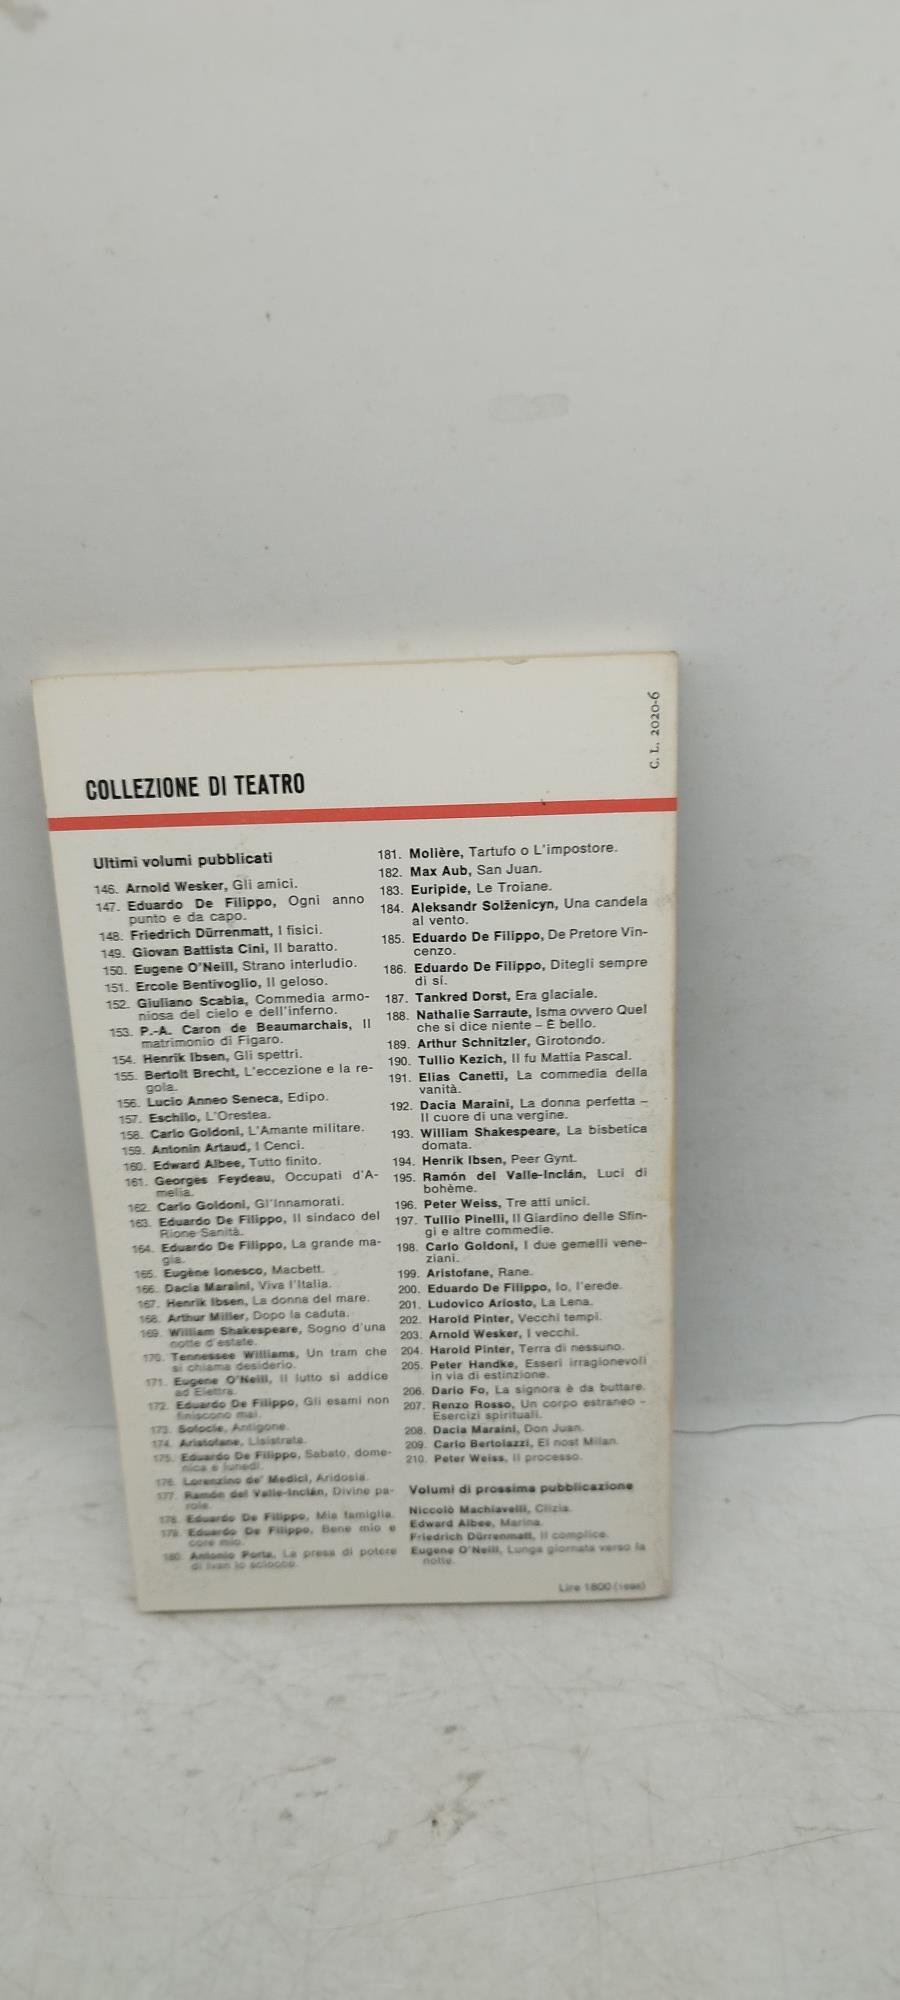 C. L. 2020-6
COLLEZIONE DI TEATRO
Ultimi volumi pubblicati
146. Arnold Wesker, Gli amici.
147. Eduardo De Filippo, Ogni anno
punto e da capo.
148. Friedrich Dürrenmatt, I fisici.
149. Giovan Battista Cini, Il baratto.
150. Eugene O'Neill, Strano interludio.
151. Ercole Bentivoglio, Il geloso.
152. Giuliano Scabia, Commedia armo-
niosa del cielo e dell'inferno.
153. P.-A. Caron de Beaumarchais, Il
matrimonio di Figaro.
154. Henrik Ibsen, Gli spettri.
155. Bertolt Brecht, L'eccezione e la re-
gola.
156. Lucio Anneo Seneca, Edipo.
157. Eschilo, L'Orestea.
158. Carlo Goldoni, L'Amante militare.
159. Antonin Artaud, I Cenci.
160. Edward Albee, Tutto finito.
161. Georges Feydeau, Occupati d'A-
melia.
162. Carlo Goldoni, Gl'Innamorati.
163. Eduardo De Filippo, Il sindaco del
Rione Sanità.
164. Eduardo De Filippo, La grande ma-
gia.
165. Eugène Ionesco, Macbett.
166. Dacia Maraini, Viva l'Italia.
167. Henrik Ibsen, La donna del mare.
168. Arthur Miller, Dopo la caduta.
169. William Shakespeare, Sogno d'una
notte d'estate.
170. Tennessee Williams, Un tram che
si chiama desiderio.
171. Eugene O'Neill, Il lutto si addice
ad Elettra.
172. Eduardo De Filippo, Gli esami non
finiscono mai.
173. Sofocle, Antigone.
174. Aristofane, Lisistrata.
175. Eduardo De Filippo, Sabato, dome-
nica e lunedì.
176. Lorenzino de' Medici, Aridosia.
177. Ramón del Valle-Inclán, Divine pa-
role.
178. Eduardo De Filippo, Mia famiglia.
179. Eduardo De Filippo, Bene mio e
core mio.
180. Antonio Porta, La presa di potere
di Ivan lo sciocco.
181. Molière, Tartufo o L'impostore.
182. Max Aub, San Juan.
183. Euripide, Le Troiane.
184. Aleksandr Solženicyn, Una candela
al vento.
185. Eduardo De Filippo, De Pretore Vin-
cenzo.
186. Eduardo De Filippo, Ditegli sempre
di sí.
187. Tankred Dorst, Era glaciale.
188. Nathalie Sarraute, Isma ovvero Quel
che si dice niente – È bello.
189. Arthur Schnitzler, Girotondo.
190. Tullio Kezich, Il fu Mattia Pascal.
191. Elias Canetti, La commedia della
vanità.
192. Dacia Maraini, La donna perfetta –
Il cuore di una vergine.
193. William Shakespeare, La bisbetica
domata.
194. Henrik Ibsen, Peer Gynt.
195. Ramón del Valle-Inclán, Luci di
bohème.
196. Peter Weiss, Tre atti unici.
197. Tullio Pinelli, Il Giardino delle Sfin-
gi e altre commedie.
198. Carlo Goldoni, I due gemelli vene-
ziani.
199. Aristofane, Rane.
200. Eduardo De Filippo, Io, l'erede.
201. Ludovico Ariosto, La Lena.
202. Harold Pinter, Vecchi tempi.
203. Arnold Wesker, I vecchi.
204. Harold Pinter, Terra di nessuno.
205. Peter Handke, Esseri irragionevoli
in via di estinzione.
206. Dario Fo, La signora è da buttare.
207. Renzo Rosso, Un corpo estraneo –
Esercizi spirituali.
208. Dacia Maraini, Don Juan.
209. Carlo Bertolazzi, El nost Milan.
210. Peter Weiss, Il processo.
Volumi di prossima pubblicazione
Niccolò Machiavelli, Clizia.
Edward Albee, Marina.
Friedrich Dürrenmatt, Il complice.
Eugene O'Neill, Lunga giornata verso la
notte.
Lire 1800